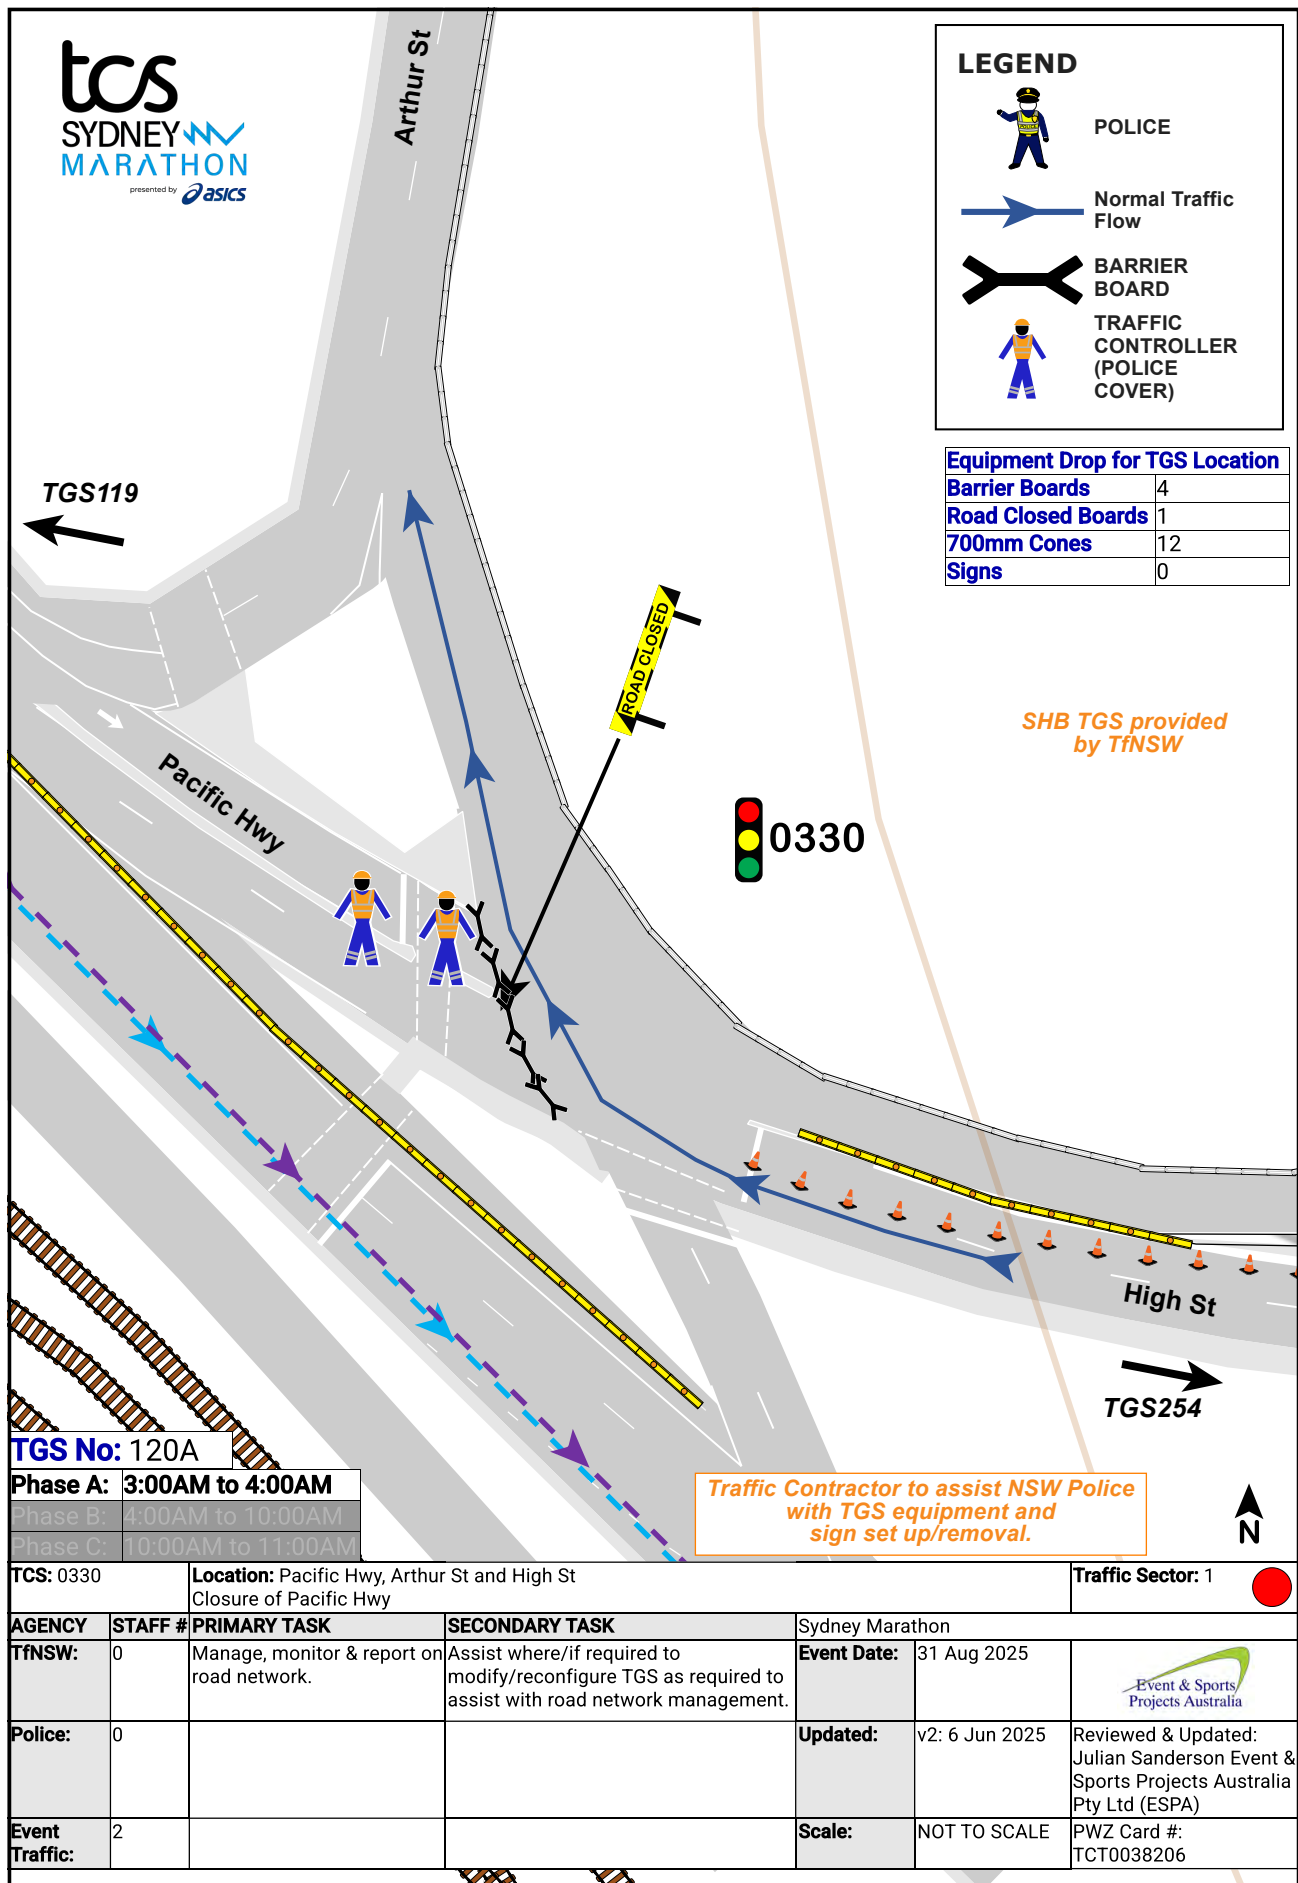 tcs
SYDNEY
MARATHON
presented by asics
Arthur St
LEGEND
POLICE
POLICE
Normal Traffic
Flow
BARRIER
BOARD
TRAFFIC
CONTROLLER
(POLICE
COVER)
Equipment Drop for TGS Location
Barrier Boards 4
Road Closed Boards 1
700mm Cones 12
Signs 0
TGS119
ROAD CLOSED
SHB TGS provided
by TfNSW
Pacific Hwy
0330
High St
TGS254
TGS No: 120A
Phase A: 3:00AM to 4:00AM
Phase B: 4:00AM to 10:00AM
Phase C: 10:00AM to 11:00AM
Traffic Contractor to assist NSW Police
with TGS equipment and
sign set up/removal.
N
TCS: 0330
Location: Pacific Hwy, Arthur St and High St
Closure of Pacific Hwy
Traffic Sector: 1
AGENCY STAFF # PRIMARY TASK SECONDARY TASK
Sydney Marathon
TfNSW: 0
Manage, monitor & report on
road network.
Assist where/if required to
modify/reconfigure TGS as required to
assist with road network management.
Event Date: 31 Aug 2025
Event & Sports
Projects Australia
Police: 0
Updated: v2: 6 Jun 2025
Reviewed & Updated:
Julian Sanderson Event &
Sports Projects Australia
Pty Ltd (ESPA)
Event
Traffic: 2
Scale: NOT TO SCALE
PWZ Card #:
TCT0038206